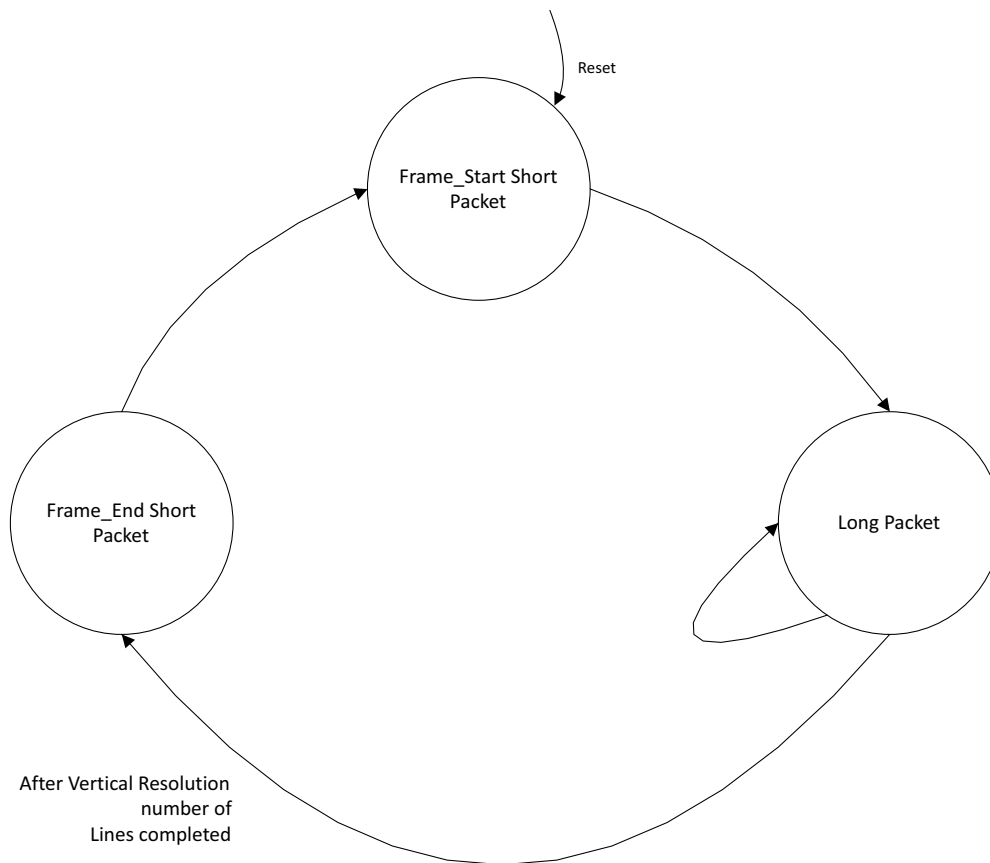 Reset
Frame_Start Short
Packet
Frame_End Short
Packet
Long Packet
After Vertical Resolution
number of
Lines completed